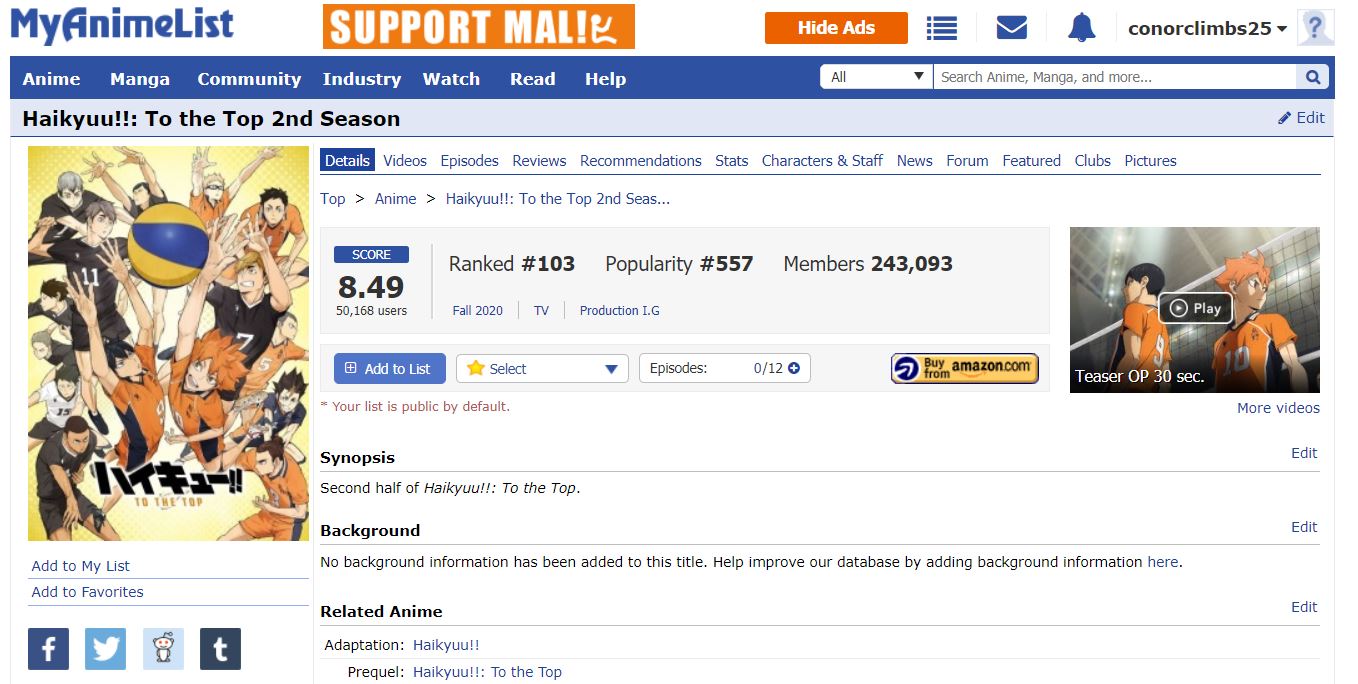 MyAnimeList
SUPPORT MAL!
Hide Ads
conorclimbs25
Anime Manga Community Industry Watch Read Help
All
Search Anime, Manga, and more...
Haikyuu!!: To the Top 2nd Season
Edit
Details Videos Episodes Reviews Recommendations Stats Characters & Staff News Forum Featured Clubs Pictures
Top > Anime > Haikyuu!!: To the Top 2nd Seas...
SCORE
8.49
50,168 users
Ranked #103 Popularity #557 Members 243,093
Fall 2020 TV Production I.G
Play
Teaser OP 30 sec.
More videos
Add to List
Select
Episodes: 0/12
Buy from amazon.com
* Your list is public by default.
Synopsis
Edit
Second half of Haikyuu!!: To the Top.
Background
Edit
No background information has been added to this title. Help improve our database by adding background information here.
Related Anime
Edit
Adaptation: Haikyuu!!
Prequel: Haikyuu!!: To the Top
11
15
ハイキュー!!
TO THE TOP
9
10
Add to My List
Add to Favorites